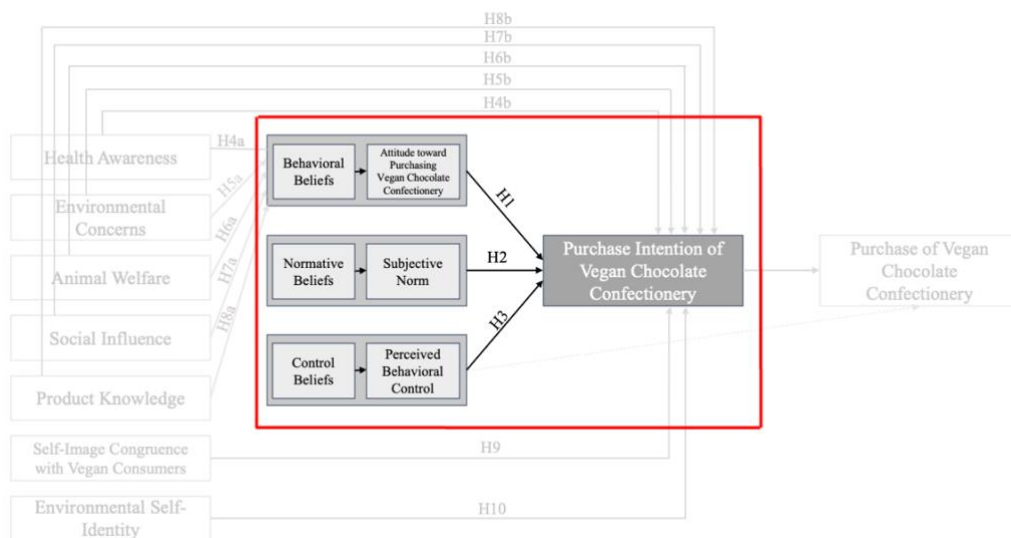 H8b
H7b
H6b
H5b
H4b
Health Awareness
H4a
Environmental
Concerns
H5a
Animal Welfare
H6a
Social Influence
H7a
Product Knowledge
H8a
Behavioral
Beliefs
Attitude toward
Purchasing
Vegan Chocolate
Confectionery
H1
Normative
Beliefs
Subjective
Norm
H2
Control
Beliefs
Perceived
Behavioral
Control
H3
Purchase Intention of
Vegan Chocolate
Confectionery
Purchase of Vegan
Chocolate
Confectionery
Self-Image Congruence
with Vegan Consumers
H9
Environmental Self-
Identity
H10